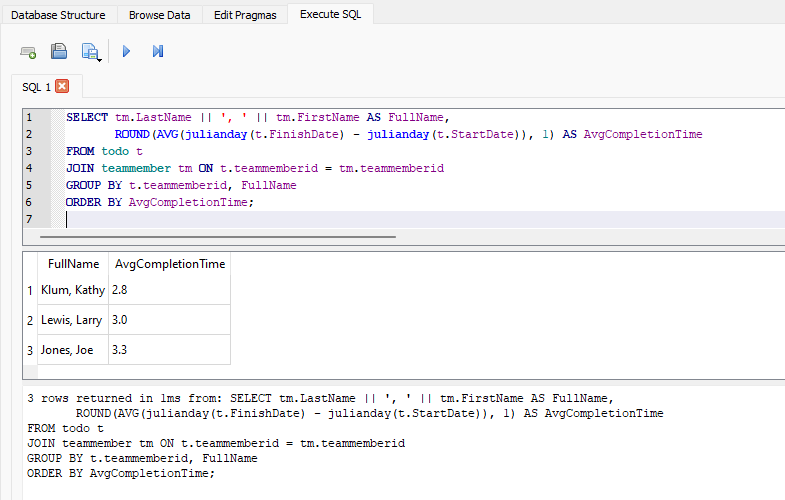 Database Structure Browse Data Edit Pragmas Execute SQL
SQL 1
1 SELECT tm.LastName || ', ' || tm.FirstName AS FullName,
2 ROUND(AVG(julianday(t.FinishDate) - julianday(t.StartDate)), 1) AS AvgCompletionTime
3 FROM todo t
4 JOIN teammember tm ON t.teammemberid = tm.teammemberid
5 GROUP BY t.teammemberid, FullName
6 ORDER BY AvgCompletionTime;
7
FullName AvgCompletionTime
1 Klum, Kathy 2.8
2 Lewis, Larry 3.0
3 Jones, Joe 3.3
3 rows returned in 1ms from: SELECT tm.LastName || ', ' || tm.FirstName AS FullName,
ROUND(AVG(julianday(t.FinishDate) - julianday(t.StartDate)), 1) AS AvgCompletionTime
FROM todo t
JOIN teammember tm ON t.teammemberid = tm.teammemberid
GROUP BY t.teammemberid, FullName
ORDER BY AvgCompletionTime;